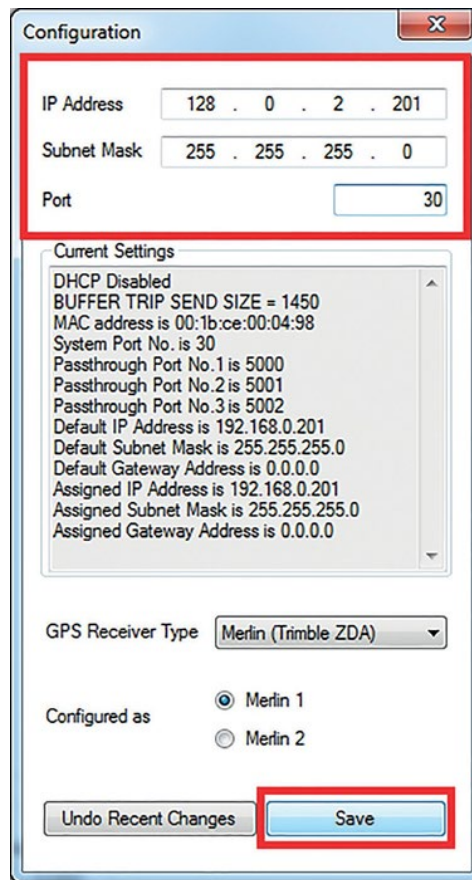 Configuration
IP Address 128 . 0 . 2 . 201
Subnet Mask 255 . 255 . 255 . 0
Port 30
Current Settings
DHCP Disabled
BUFFER TRIP SEND SIZE = 1450
MAC address is 00:1b:ce:00:04:98
System Port No. is 30
Passthrough Port No.1 is 5000
Passthrough Port No.2 is 5001
Passthrough Port No.3 is 5002
Default IP Address is 192.168.0.201
Default Subnet Mask is 255.255.255.0
Default Gateway Address is 0.0.0.0
Assigned IP Address is 192.168.0.201
Assigned Subnet Mask is 255.255.255.0
Assigned Gateway Address is 0.0.0.0
GPS Receiver Type Merlin (Trimble ZDA)
Configured as
Merlin 1
Merlin 2
Undo Recent Changes Save